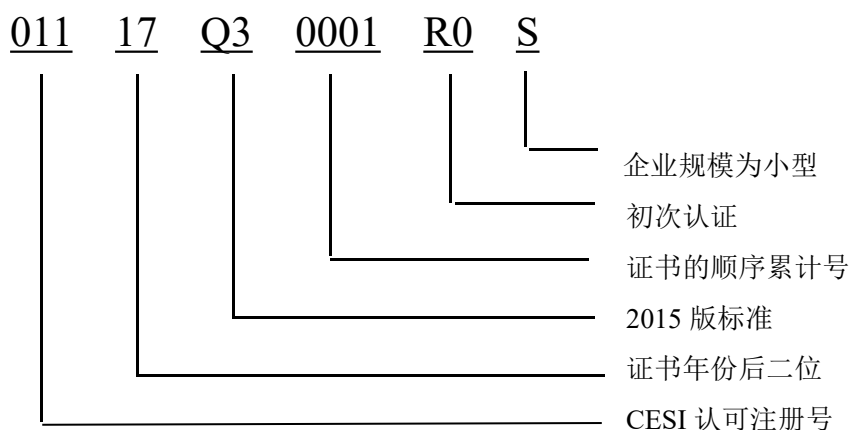 011 17 Q3 0001 R0 S
企业规模为小型
初次认证
证书的顺序累计号
2015 版标准
证书年份后二位
CESI 认可注册号